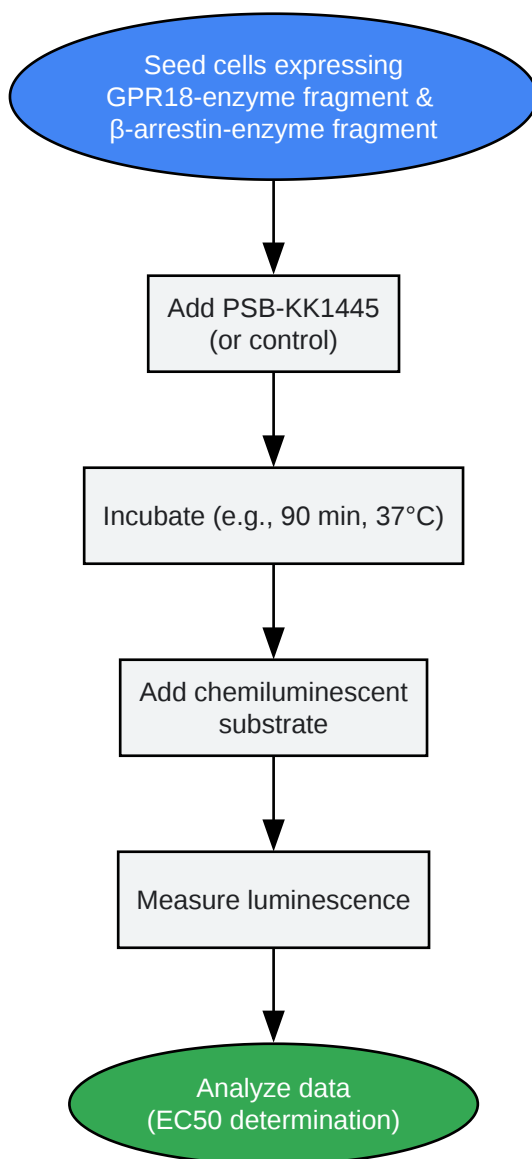 Seed cells expressing
GPR18-enzyme fragment &
β-arrestin-enzyme fragment
Add PSB-KK1445
(or control)
Incubate (e.g., 90 min, 37°C)
Add chemiluminescent
substrate
Measure luminescence
Analyze data
(EC50 determination)